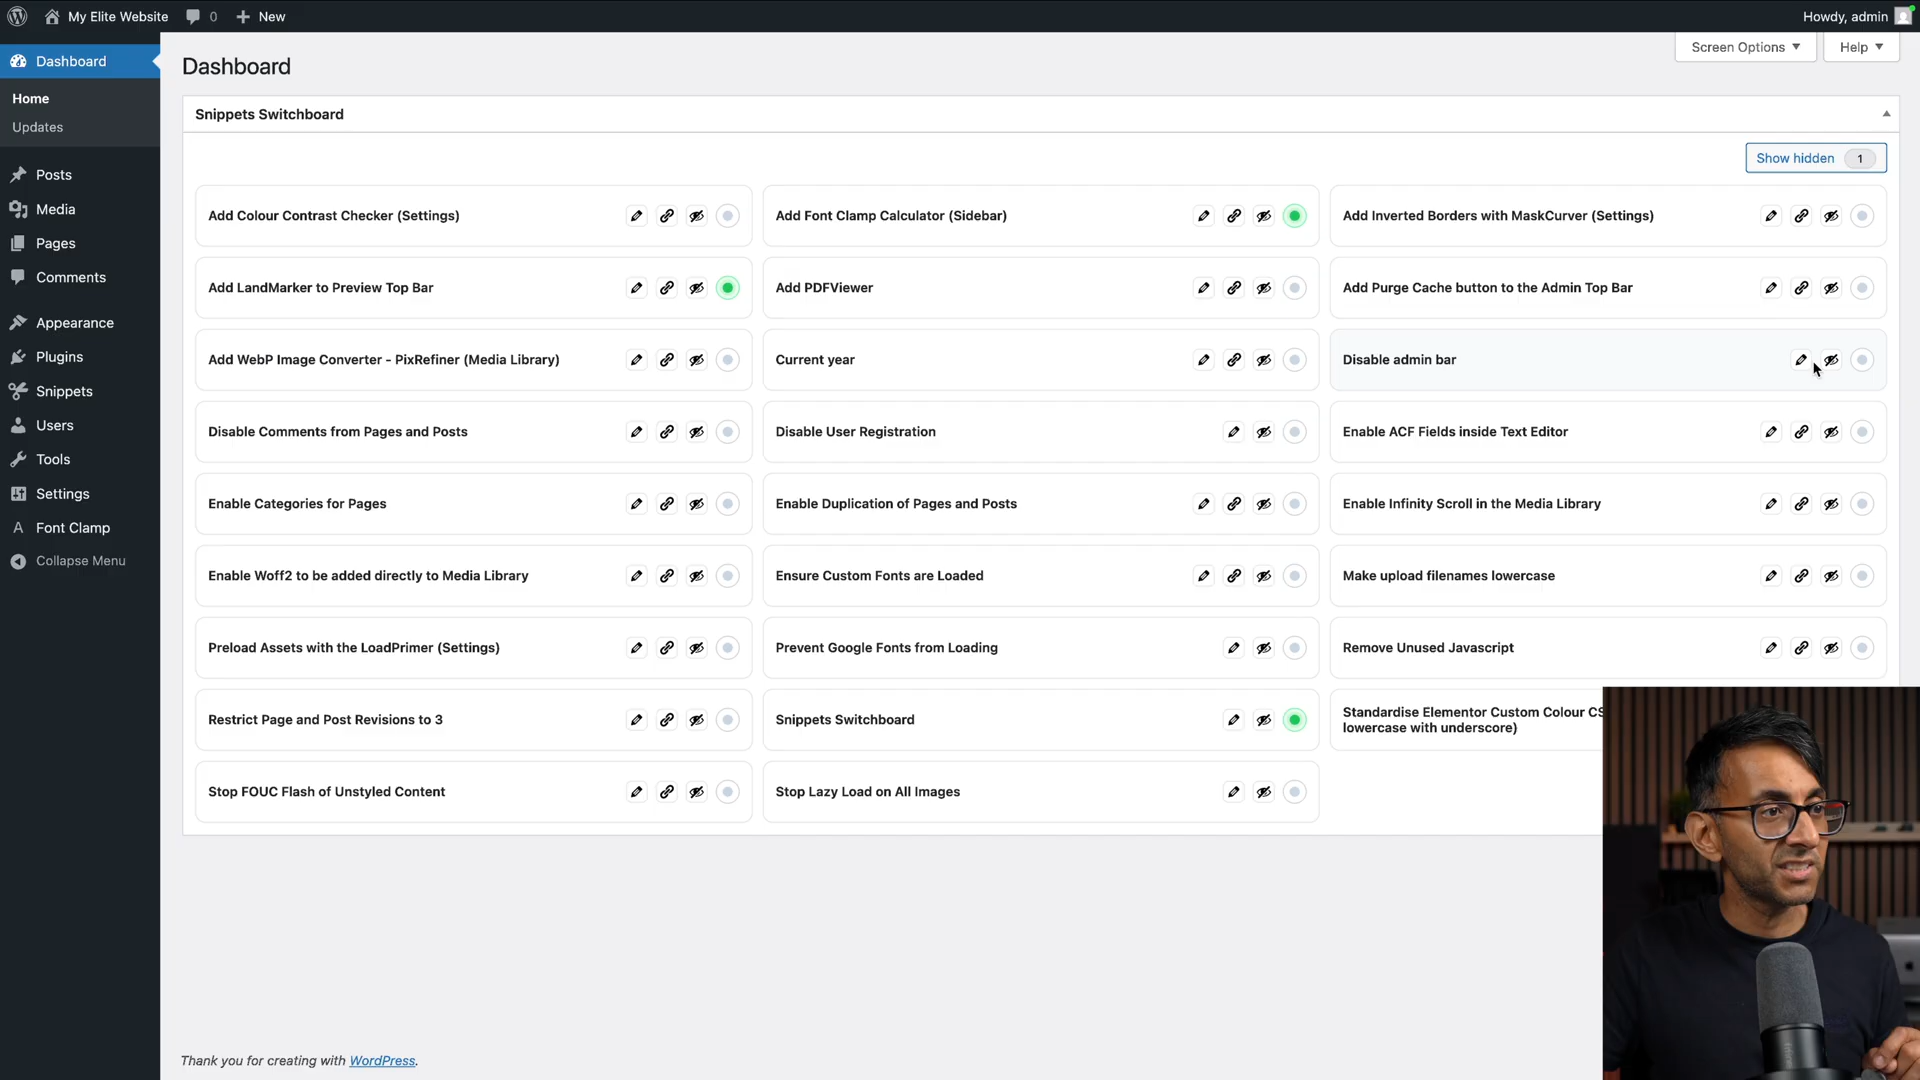 My Elite Website
0
New
Howdy, admin
Dashboard
Home
Updates
Posts
Media
Pages
Comments
Appearance
Plugins
Snippets
Users
Tools
Settings
A Font Clamp
Collapse Menu
Screen Options ▼
Help ▼
Dashboard
Snippets Switchboard
Show hidden 1
Add Colour Contrast Checker (Settings)
Add Font Clamp Calculator (Sidebar)
Add Inverted Borders with MaskCurver (Settings)
Add LandMarker to Preview Top Bar
Add PDFViewer
Add Purge Cache button to the Admin Top Bar
Add WebP Image Converter - PixRefiner (Media Library)
Current year
Disable admin bar
Disable Comments from Pages and Posts
Disable User Registration
Enable ACF Fields inside Text Editor
Enable Categories for Pages
Enable Duplication of Pages and Posts
Enable Infinity Scroll in the Media Library
Enable Woff2 to be added directly to Media Library
Ensure Custom Fonts are Loaded
Make upload filenames lowercase
Preload Assets with the LoadPrimer (Settings)
Prevent Google Fonts from Loading
Remove Unused Javascript
Restrict Page and Post Revisions to 3
Snippets Switchboard
Standardise Elementor Custom Colour CS
lowercase with underscore)
Stop FOUC Flash of Unstyled Content
Stop Lazy Load on All Images
Thank you for creating with WordPress.